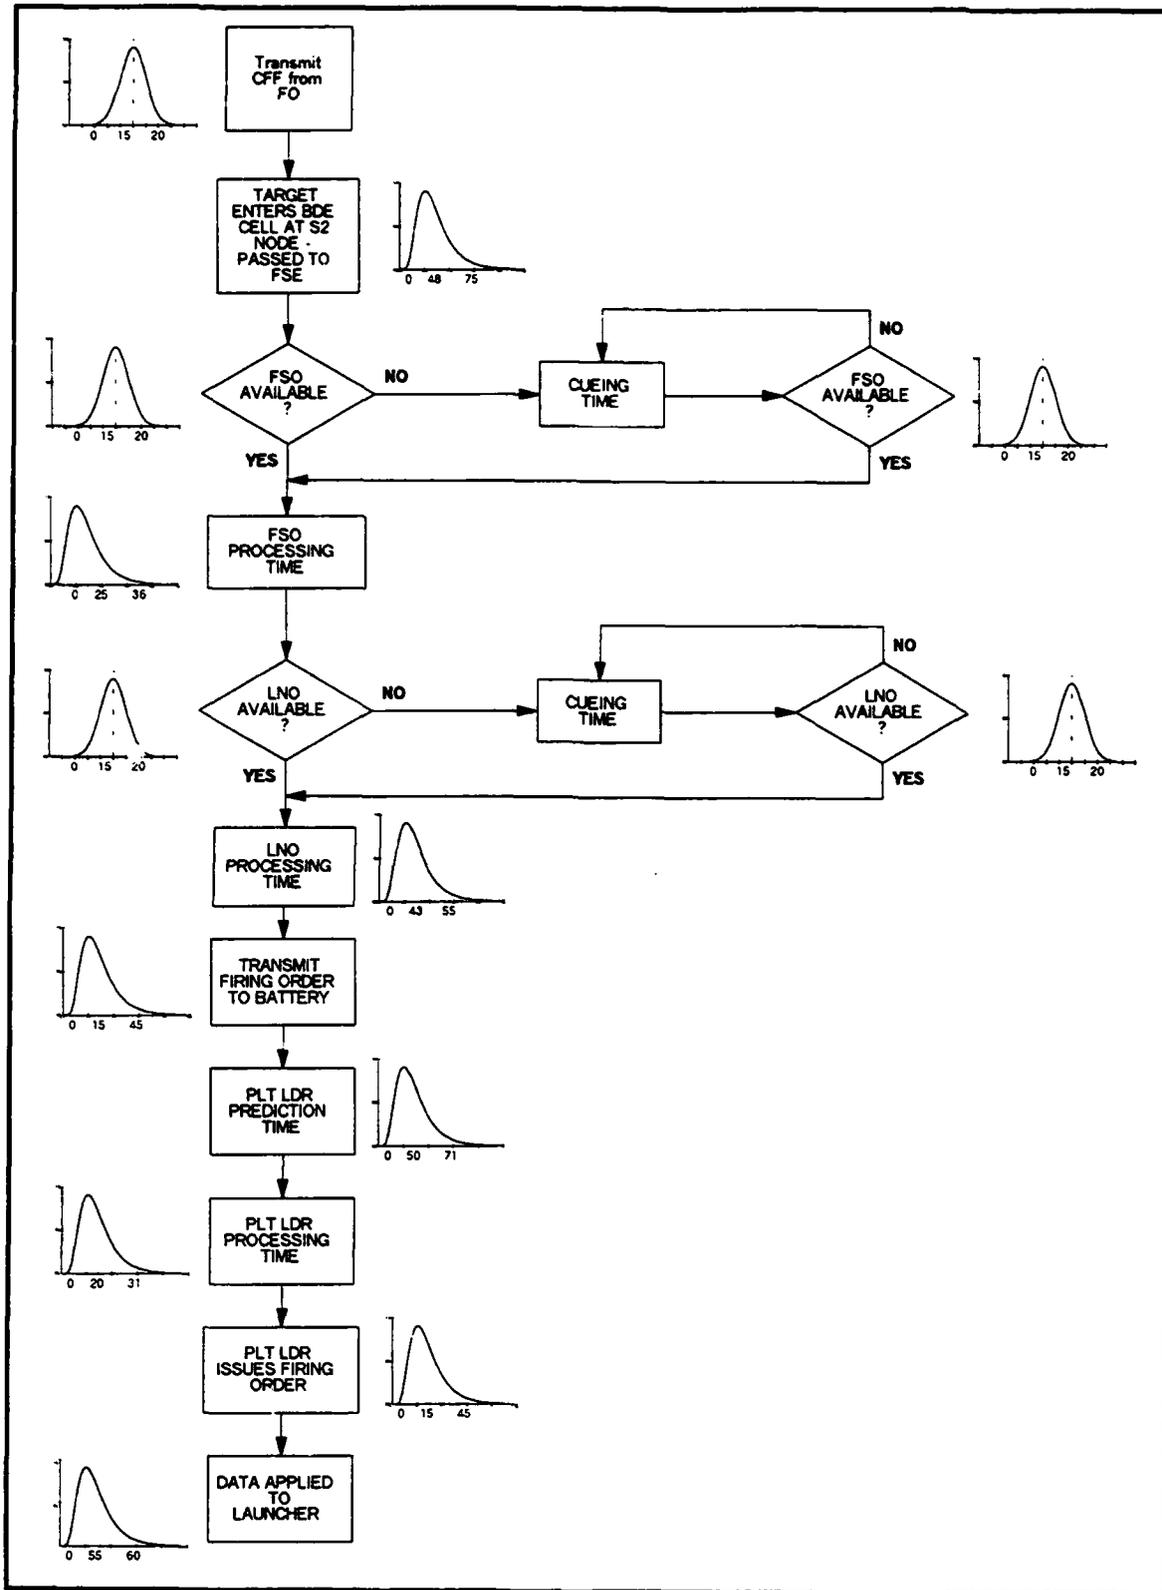 Transmit
CFF from
FO
0 15 20
TARGET
ENTERS BDE
CELL AT S2
NODE -
PASSED TO
FSE
0 48 75
FSO
AVAILABLE
?
0 15 20
NO
CUEING
TIME
NO
FSO
AVAILABLE
?
0 15 20
YES
YES
FSO
PROCESSING
TIME
0 25 36
LNO
AVAILABLE
?
0 15 20
NO
CUEING
TIME
NO
LNO
AVAILABLE
?
0 15 20
YES
YES
LNO
PROCESSING
TIME
0 43 55
TRANSMIT
FIRING ORDER
TO BATTERY
0 15 45
PLT LDR
PREDICTION
TIME
0 50 71
PLT LDR
PROCESSING
TIME
0 20 31
PLT LDR
ISSUES FIRING
ORDER
0 15 45
DATA APPLIED
TO
LAUNCHER
0 55 60